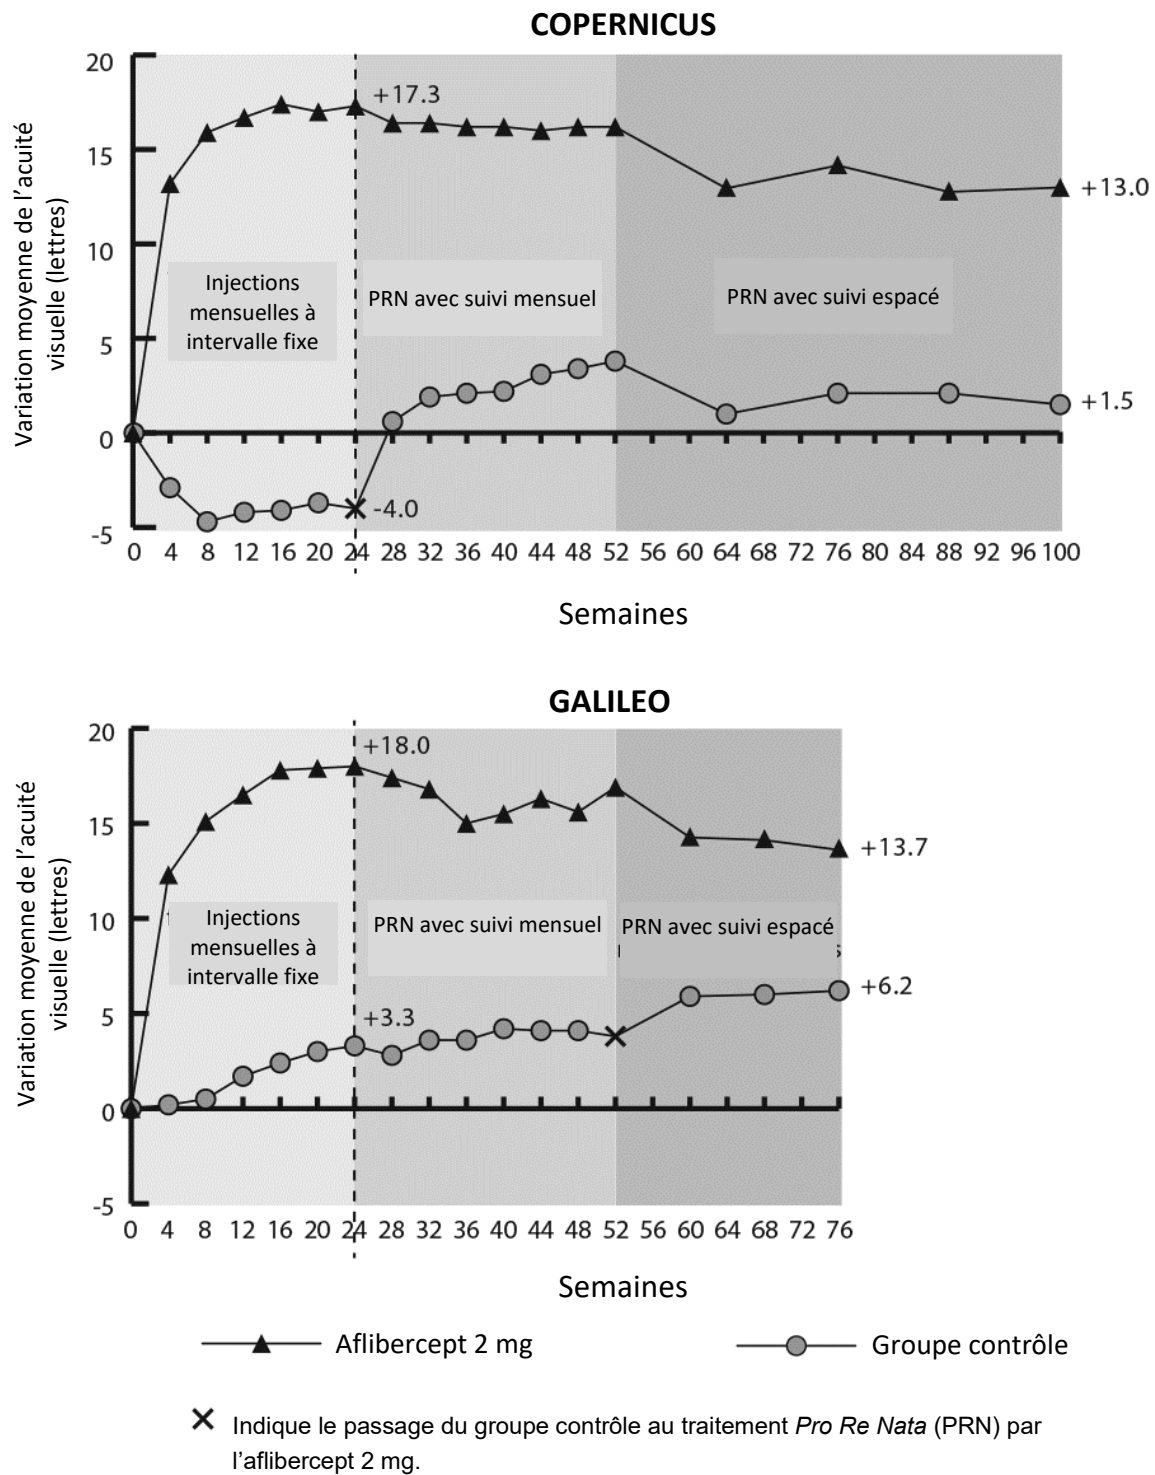 COPERNICUS
Variation moyenne de l'acuité
visuelle (lettres)
20
15
10
5
0
-5
+17.3
+13.0
Injections
mensuelles à
intervalle fixe
PRN avec suivi mensuel
PRN avec suivi espacé
+1.5
-4.0
0 4 8 12 16 20 24 28 32 36 40 44 48 52 56 60 64 68 72 76 80 84 88 92 96 100
Semaines
GALILEO
Variation moyenne de l'acuité
visuelle (lettres)
20
15
10
5
0
-5
+18.0
+13.7
Injections
mensuelles à
intervalle fixe
PRN avec suivi mensuel
PRN avec suivi espacé
+6.2
+3.3
0 4 8 12 16 20 24 28 32 36 40 44 48 52 56 60 64 68 72 76
Semaines
Aflibercept 2 mg
Groupe contrôle
Indique le passage du groupe contrôle au traitement Pro Re Nata (PRN) par
l'aflibercept 2 mg.